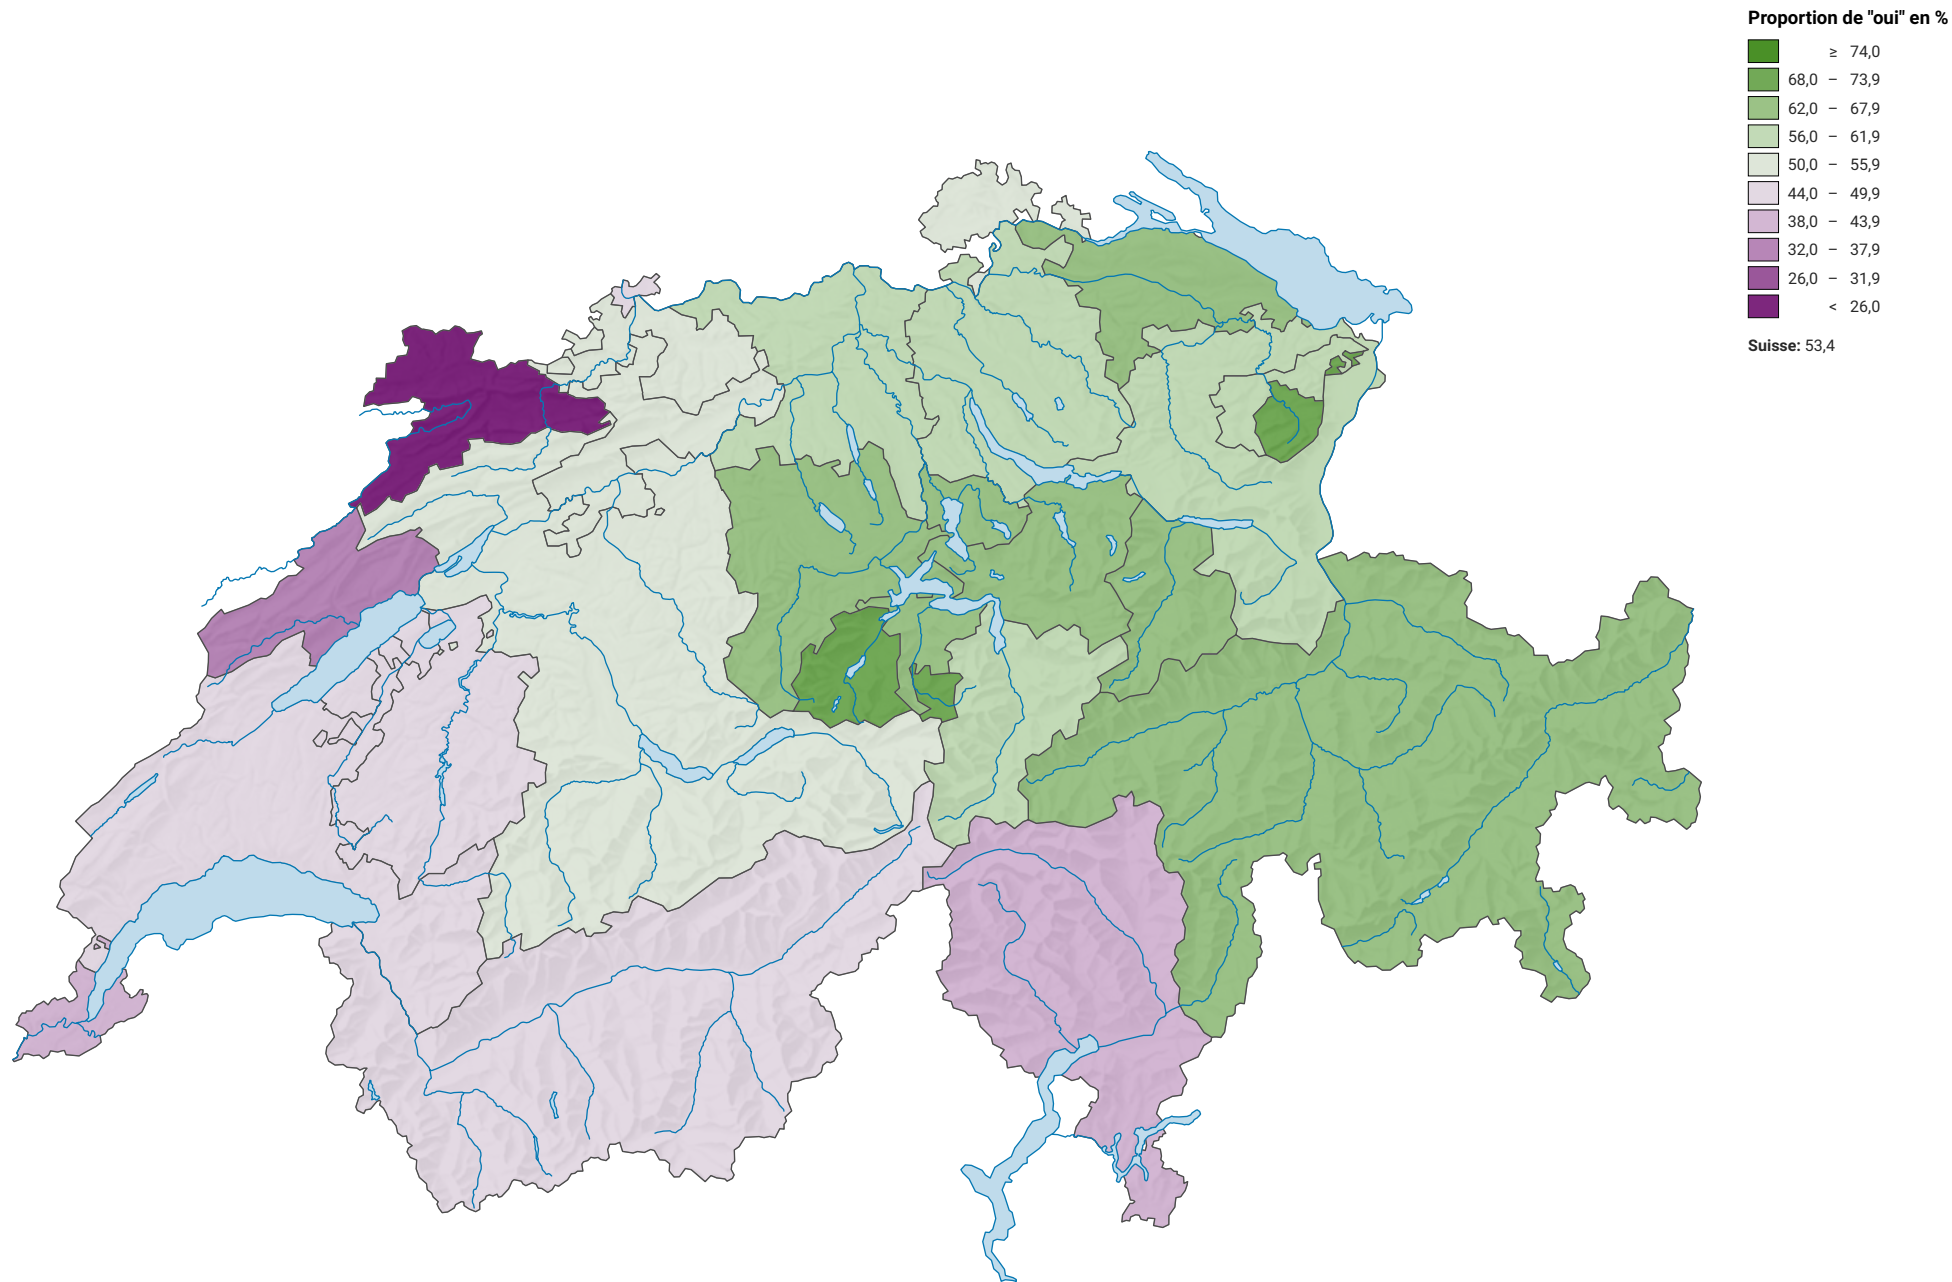 Proportion de "oui" en %
≥ 74,0
68,0 – 73,9
62,0 – 67,9
56,0 – 61,9
50,0 – 55,9
44,0 – 49,9
38,0 – 43,9
32,0 – 37,9
26,0 – 31,9
< 26,0
Suisse: 53,4